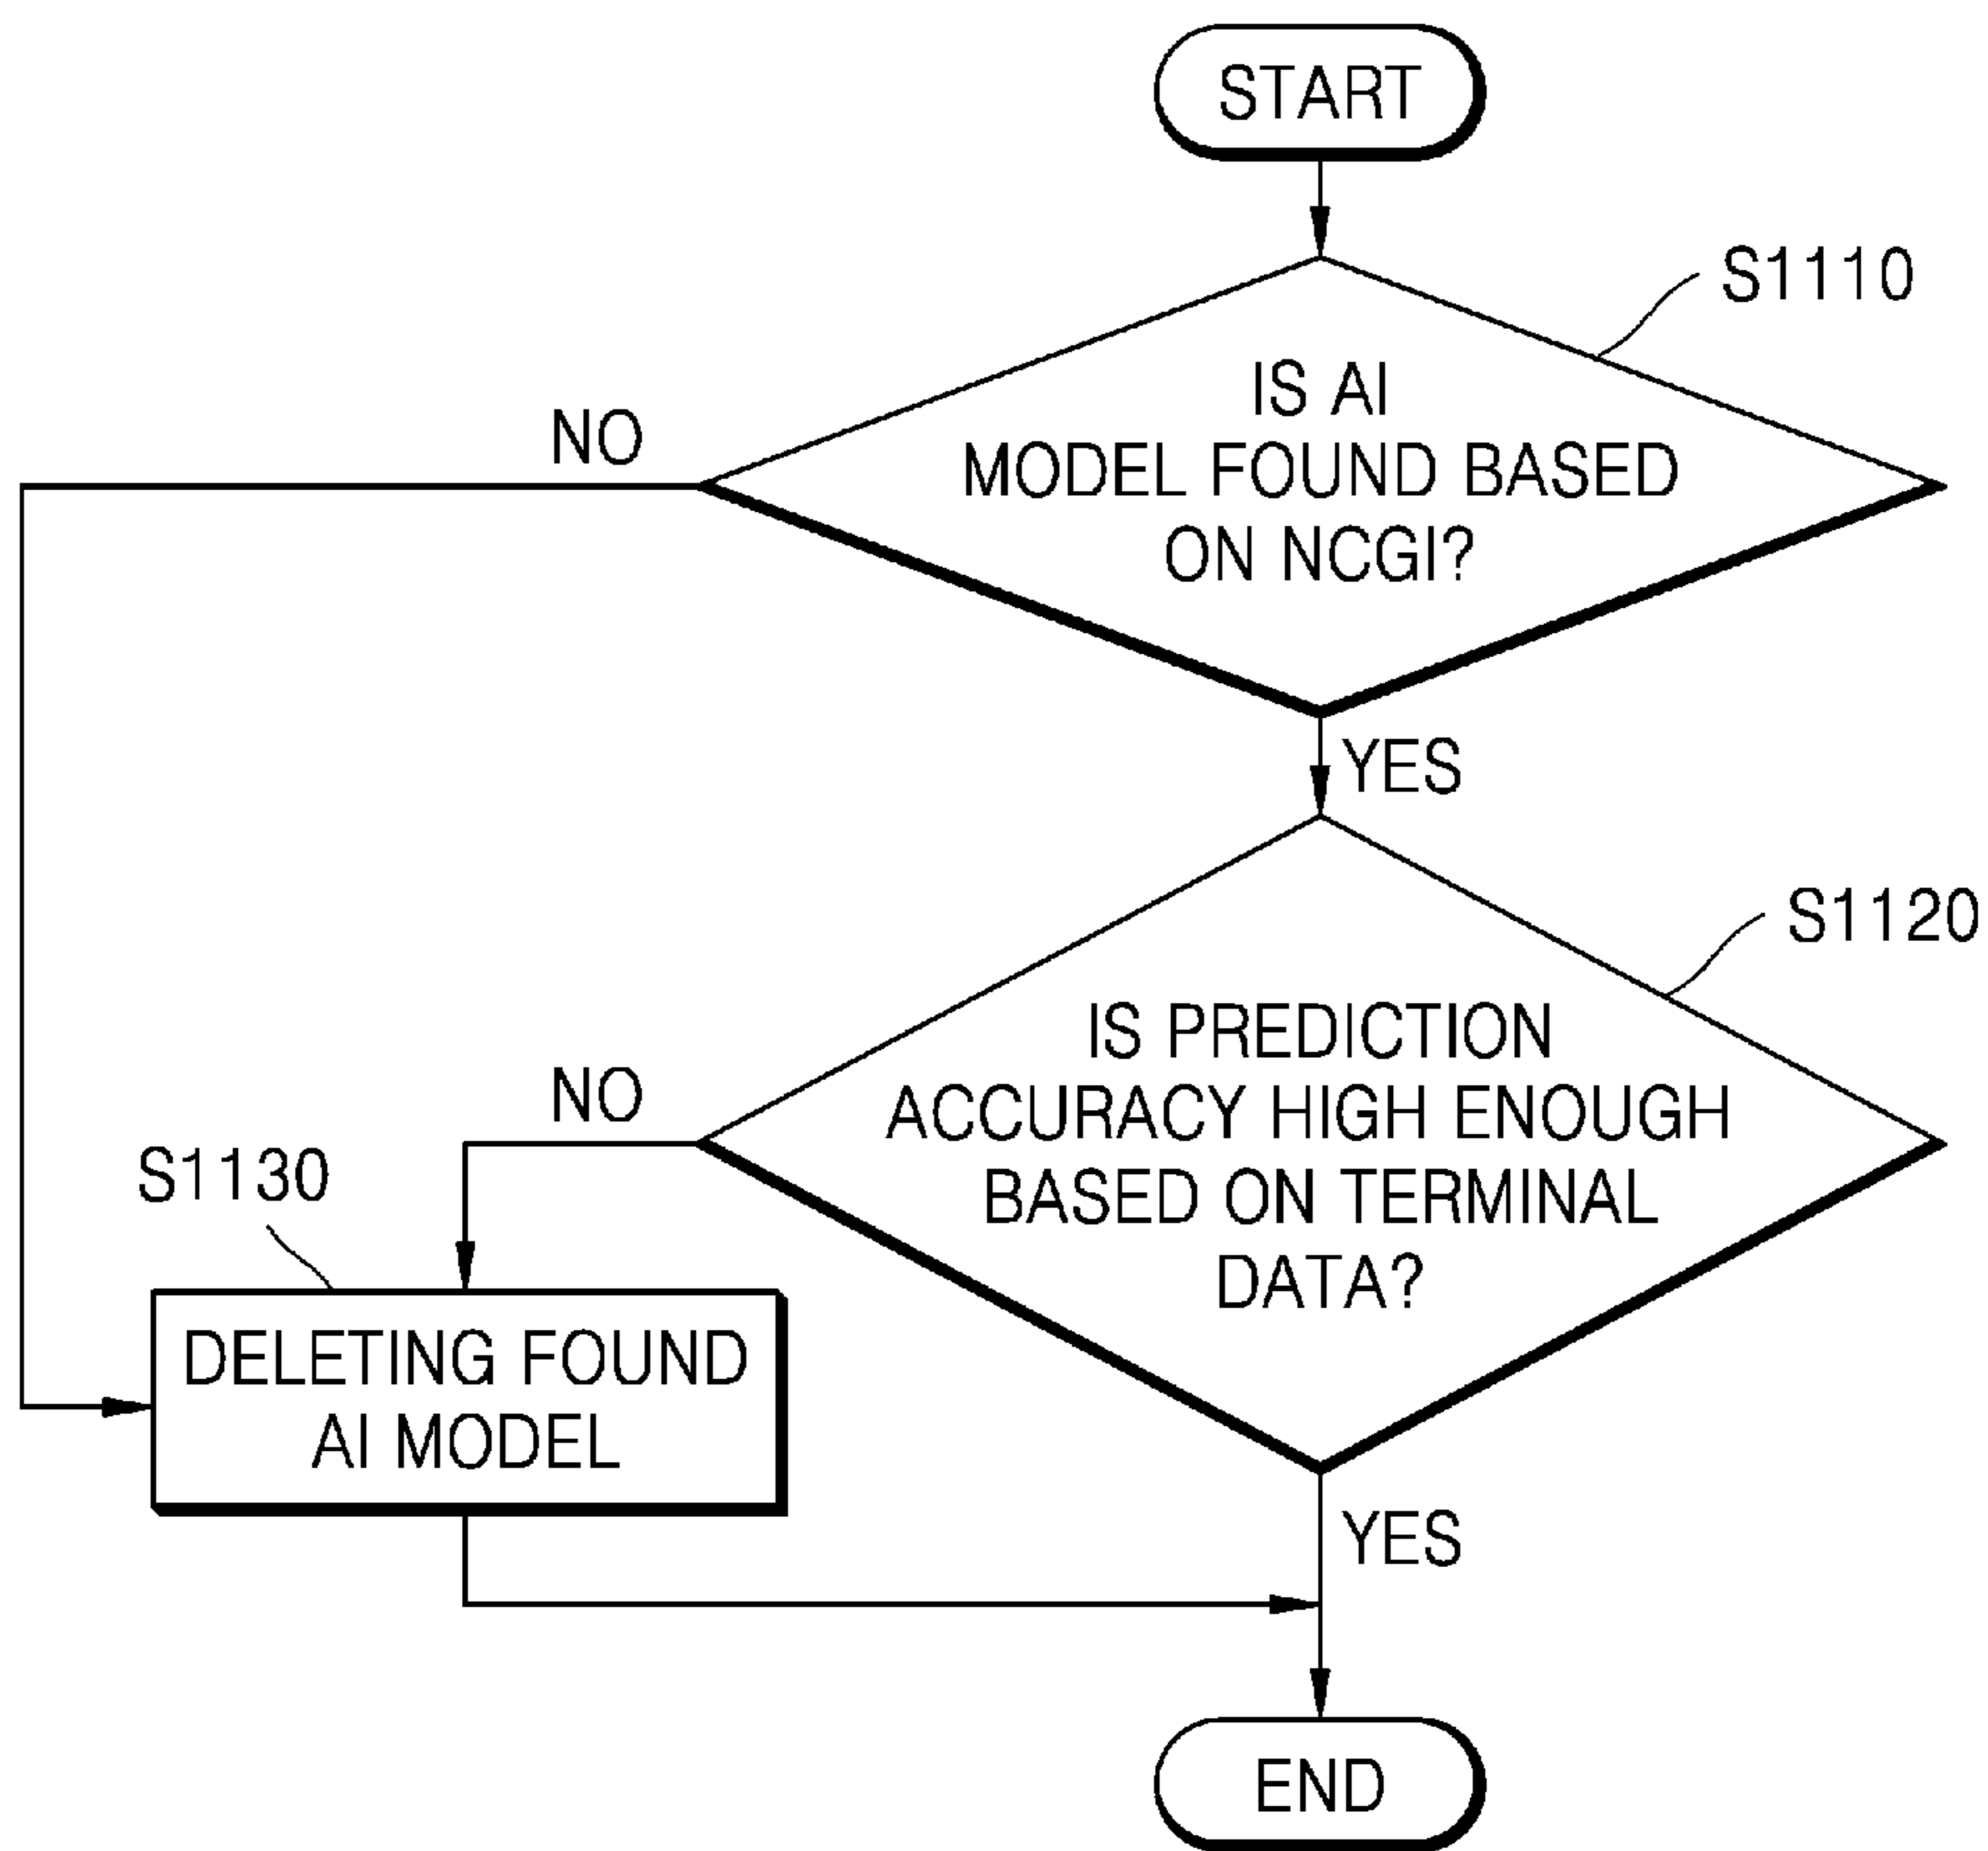 START
S1110
IS AI
MODEL FOUND BASED
ON NCGI?
NO
YES
S1120
IS PREDICTION
ACCURACY HIGH ENOUGH
BASED ON TERMINAL
DATA?
NO
S1130
DELETING FOUND
AI MODEL
YES
END